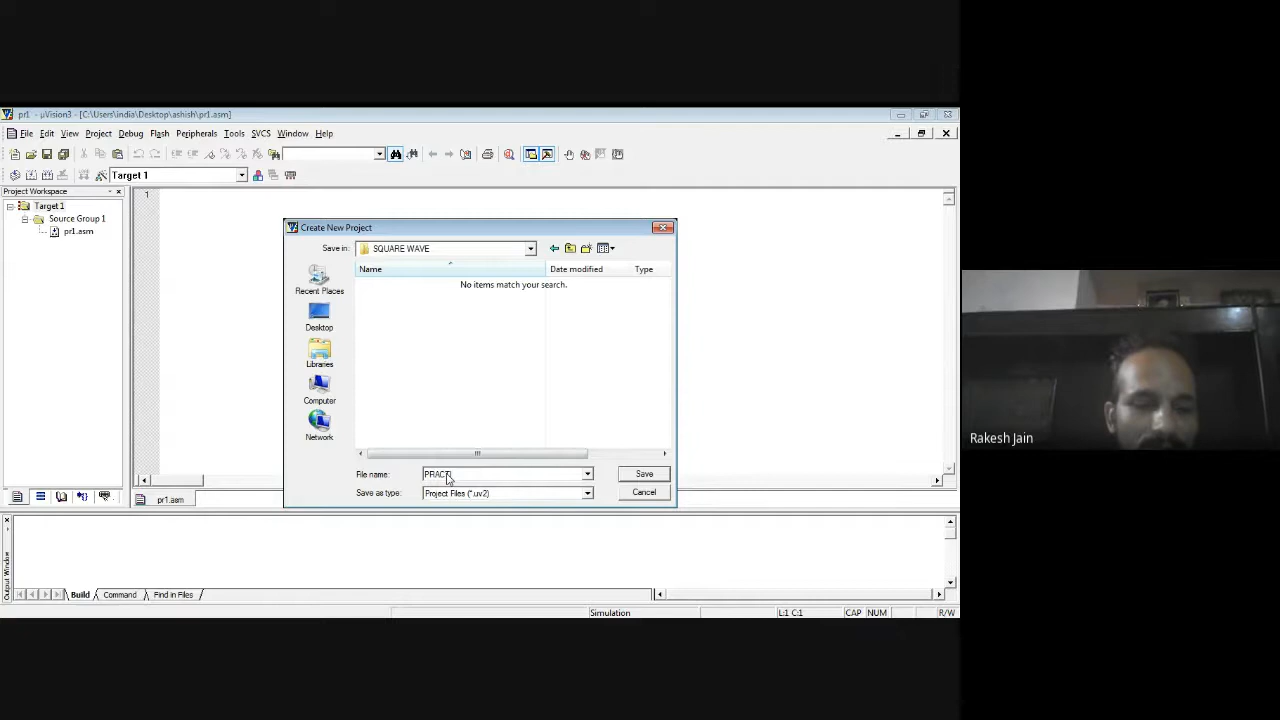 pr1 - µVision3 - [C:\Users\india\Desktop\ashish\pr1.asm]
File Edit View Project Debug Flash Peripherals Tools SVCS Window Help
Target 1
Project Workspace
Target 1
Source Group 1
pr1.asm
1
Create New Project
Save in: SQUARE WAVE
Name Date modified Type
No items match your search.
Recent Places
Desktop
Libraries
Computer
Network
File name: PRACTI
Save
Save as type: Project Files (*.uv2)
Cancel
pr1.asm
Output Window
Build Command Find in Files
Simulation L:1 C:1 CAP NUM R/W
Rakesh Jain